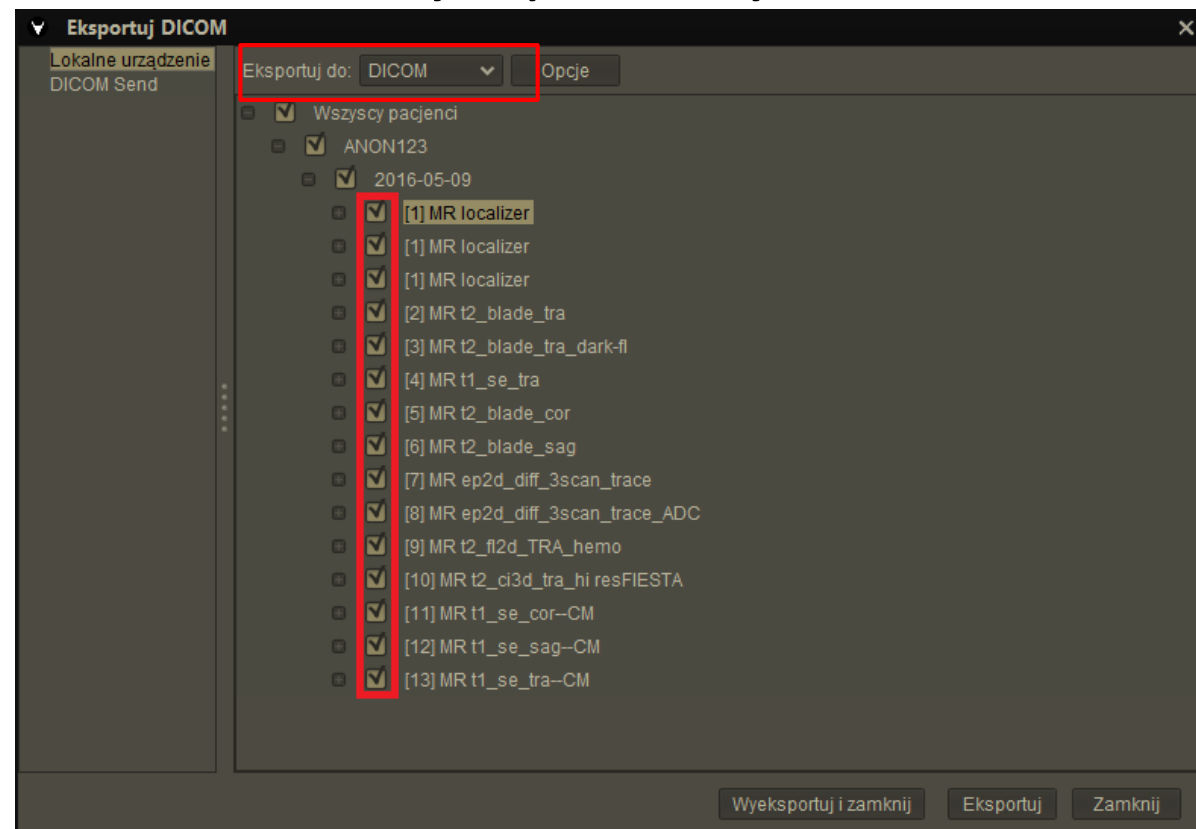 Eksportuj DICOM
Lokalne urządzenie
DICOM Send
Eksportuj do: DICOM Opcje
Wszyscy pacjenci
ANON123
2016-05-09
[1] MR localizer
[1] MR localizer
[1] MR localizer
[2] MR t2_blade_tra
[3] MR t2_blade_tra_dark-fl
[4] MR t1_se_tra
[5] MR t2_blade_cor
[6] MR t2_blade_sag
[7] MR ep2d_diff_3scan_trace
[8] MR ep2d_diff_3scan_trace_ADC
[9] MR t2_fl2d_TRA_hemo
[10] MR t2_ci3d_tra_hi resFIESTA
[11] MR t1_se_cor--CM
[12] MR t1_se_sag--CM
[13] MR t1_se_tra--CM
Wyeksportuj i zamknij Eksportuj Zamknij